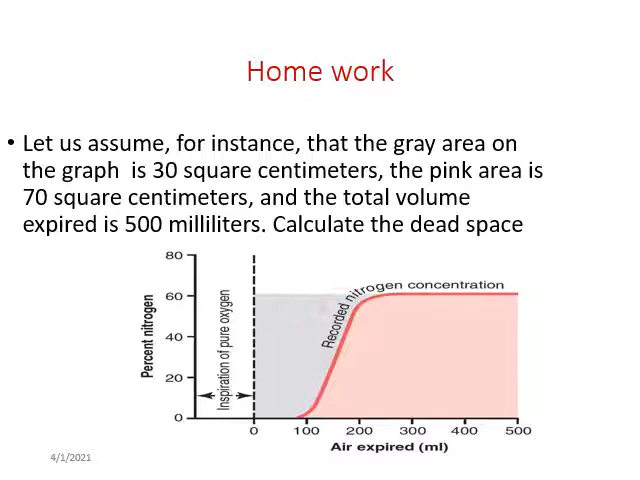 Home work
• Let us assume, for instance, that the gray area on
the graph is 30 square centimeters, the pink area is
70 square centimeters, and the total volume
expired is 500 milliliters. Calculate the dead space
80
60
40
20
0
Percent nitrogen
Inspiration of pure oxygen
Recorded nitrogen concentration
0 100 200 300 400 500
Air expired (ml)
4/1/2021